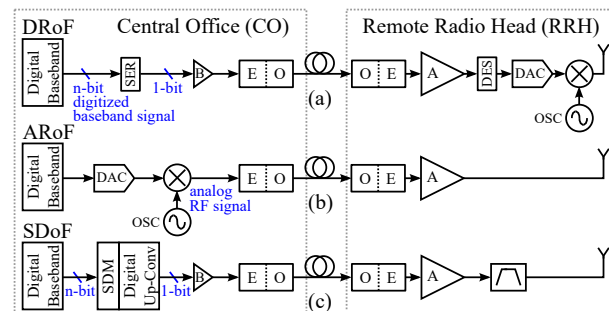 Central Office (CO)
Remote Radio Head (RRH)
DRoF
Digital
Baseband
n-bit
digitized
baseband signal
SER
1-bit
B
E O
(a)
O E
A
DES
DAC
OSC
ARoF
Digital
Baseband
DAC
OSC
analog
RF signal
E O
(b)
O E
A
SDoF
Digital
Baseband
n-bit
SDM
Digital
Up-Conv
1-bit
B
E O
(c)
O E
A